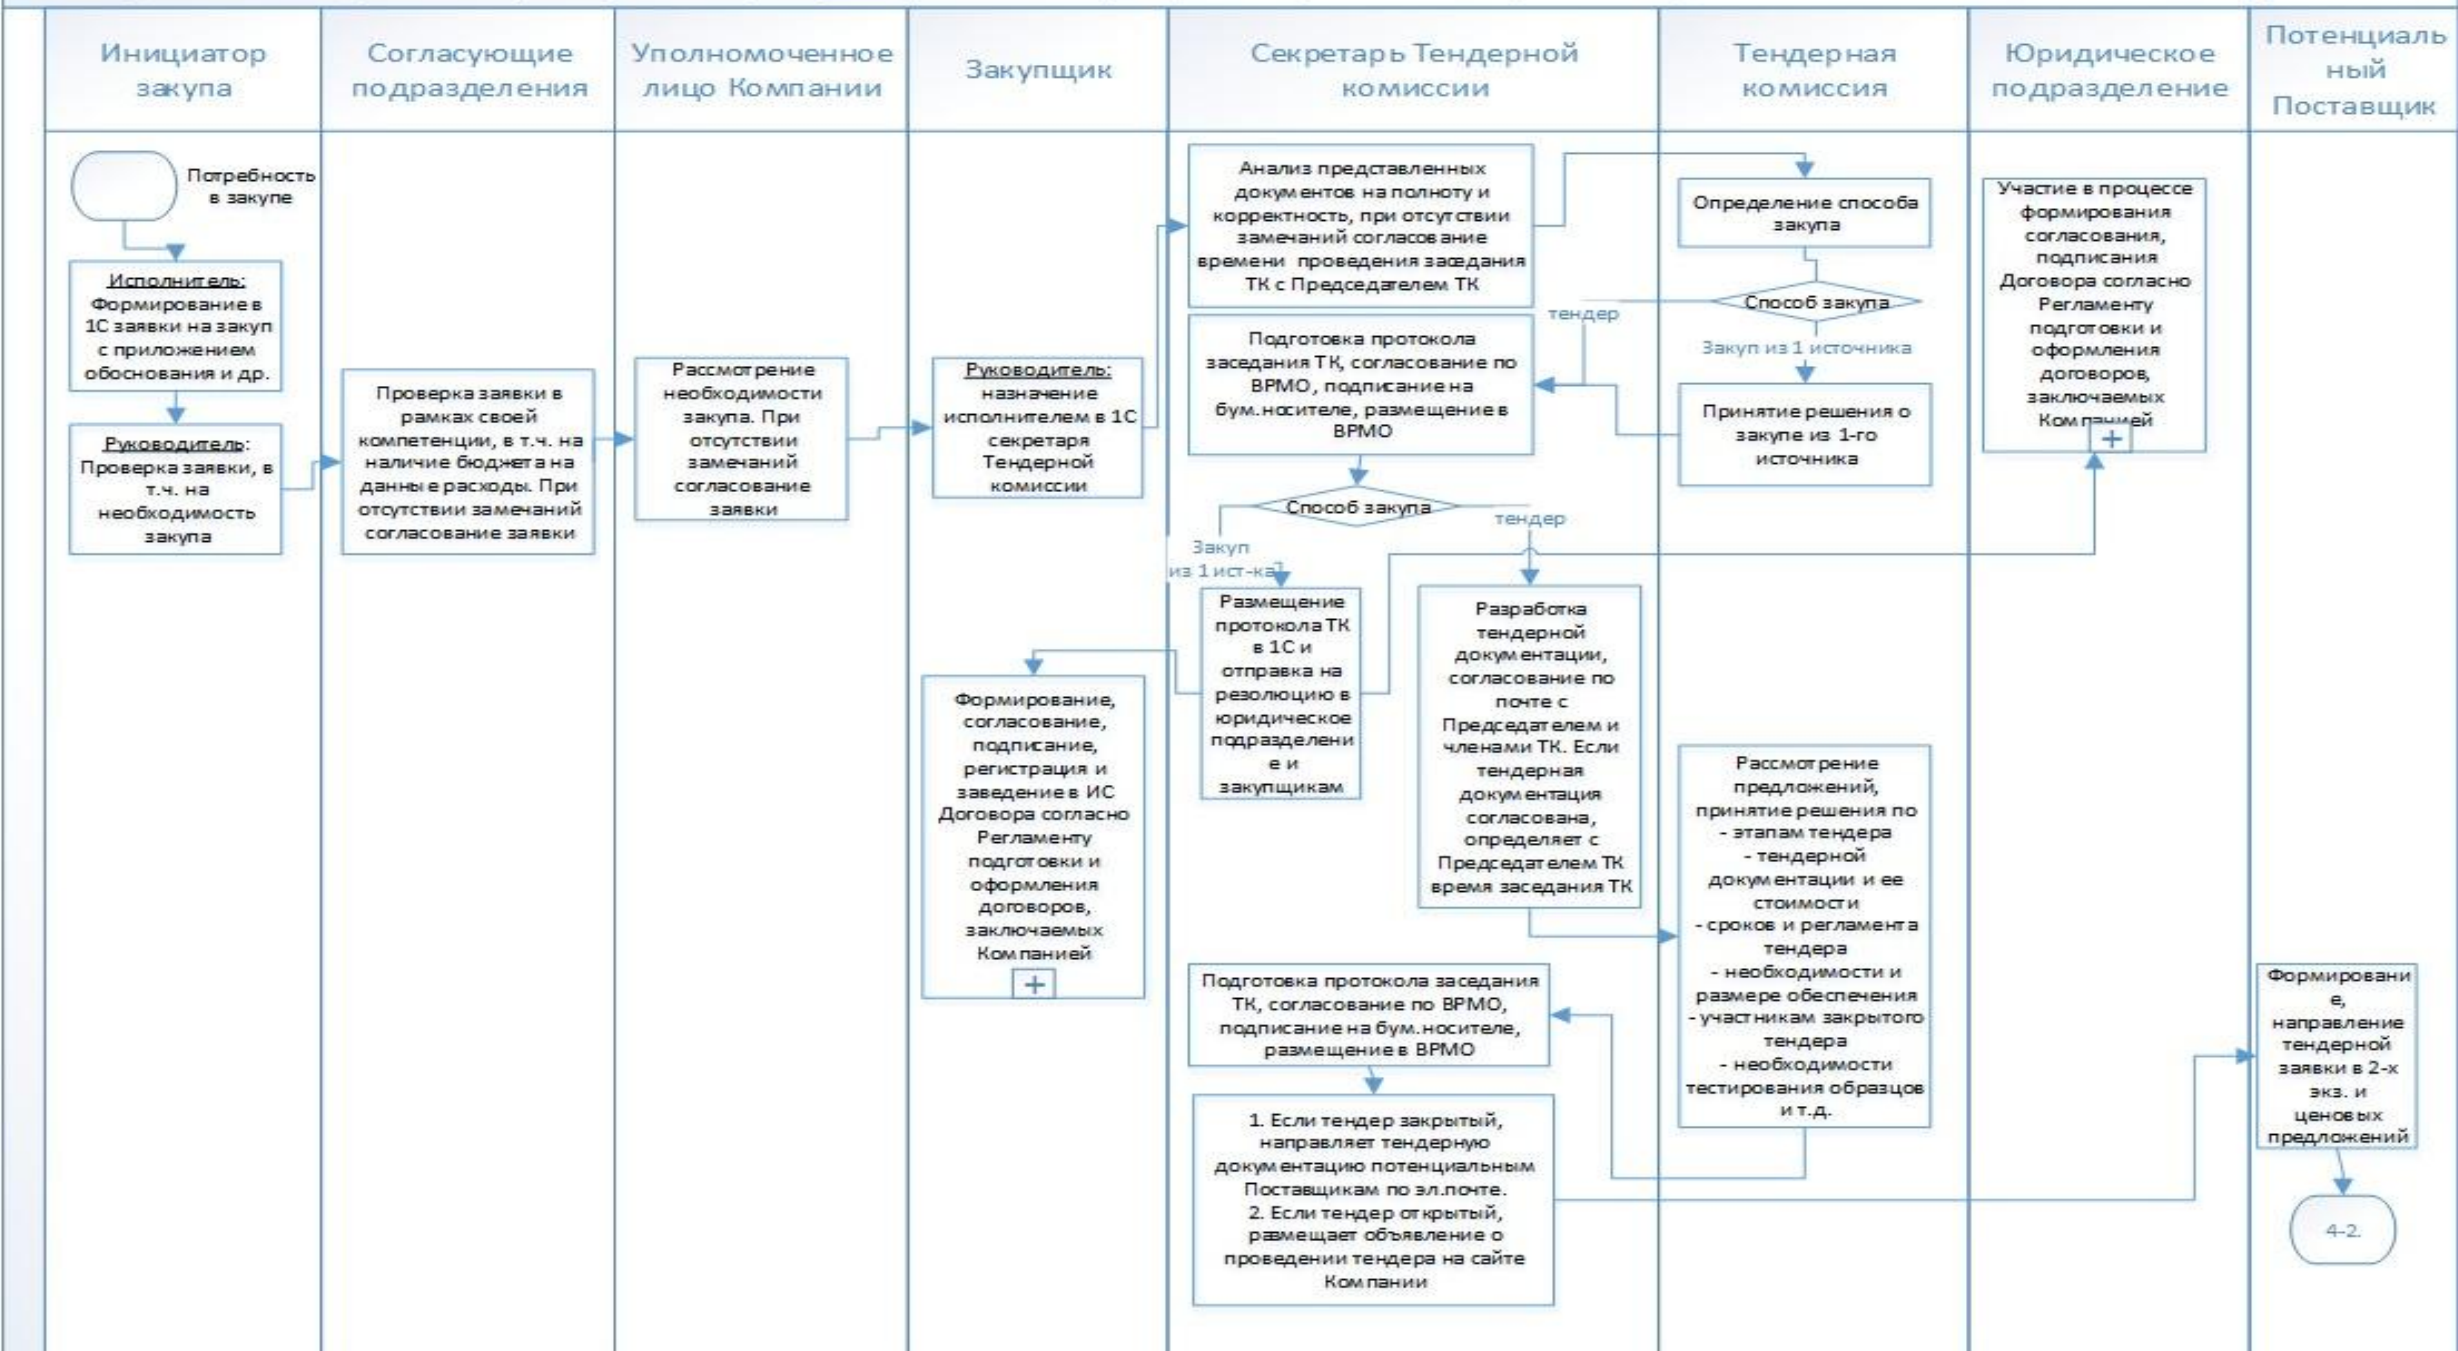 Инициатор
закупа
Согласующие
подразделения
Уполномоченное
лицо Компании
Закупщик
Секретарь Тендерной
комиссии
Тендерная
комиссия
Юридическое
подразделение
Потенциаль
ный
Поставщик
Потребность
в закупе
Исполнитель:
Формирование в
1С заявки на закуп
с приложением
обоснования и др.
Руководитель:
Проверка заявки, в
т.ч. на
необходимость
закупа
Проверка заявки в
рамках своей
компетенции, в т.ч. на
наличие бюджета на
данные расходы. При
отсутствии замечаний
согласование заявки
Рассмотрение
необходимости
закупа. При
отсутствии
замечаний
согласование
заявки
Руководитель:
назначение
исполнителем в 1С
секретаря
Тендерной
комиссии
Анализ представленных
документов на полноту и
корректность, при отсутствии
замечаний согласование
времени проведения заседания
ТК с Председателем ТК
Определение способа
закупа
Способ закупа
тендер
Закуп из 1 источника
Принятие решения о
закупе из 1-го
источника
Подготовка протокола
заседания ТК, согласование по
ВРМО, подписание на
бум.носителе, размещение в
ВРМО
Способ закупа
тендер
Закуп
из 1 ист-ка
Участие в процессе
формирования
согласования,
подписания
Договора согласно
Регламенту
подготовки и
оформления
договоров,
заключаемых
Компанией
Размещение
протокола ТК
в 1С и
отправка на
резолюцию в
юридическое
подразделени
е и
закупщикам
Разработка
тендерной
документации,
согласование по
почте с
Председателем и
членами ТК. Если
тендерная
документация
согласована,
определяет с
Председателем ТК
время заседания ТК
Формирование,
согласование,
подписание,
регистрация и
заведение в ИС
Договора согласно
Регламенту
подготовки и
оформления
договоров,
заключаемых
Компанией
Рассмотрение
предложений,
принятие решения по
- этапам тендера
- тендерной
документации и ее
стоимости
- сроков и регламента
тендера
- необходимости и
размере обеспечения
- участникам закрытого
тендера
- необходимости
тестирования образцов
и т.д.
Подготовка протокола заседания
ТК, согласование по ВРМО,
подписание на бум.носителе,
размещение в ВРМО
1. Если тендер закрытый,
направляет тендерную
документацию потенциальным
Поставщикам по эл.почте.
2. Если тендер открытый,
размещает объявление о
проведении тендера на сайте
Компании
Формировани
е,
направление
тендерной
заявки в 2-х
экз. и
ценовых
предложений
4-2.